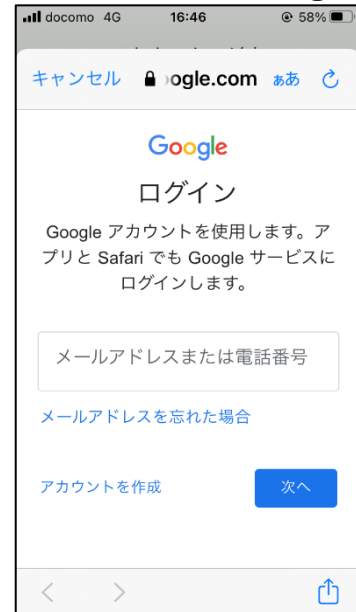 docomo 4G 16:46 58%
キャンセル ogle.com ぁあ
Google
ログイン
Google アカウントを使用します。ア
プリと Safari でも Google サービスに
ログインします。
メールアドレスまたは電話番号
メールアドレスを忘れた場合
アカウントを作成 次へ